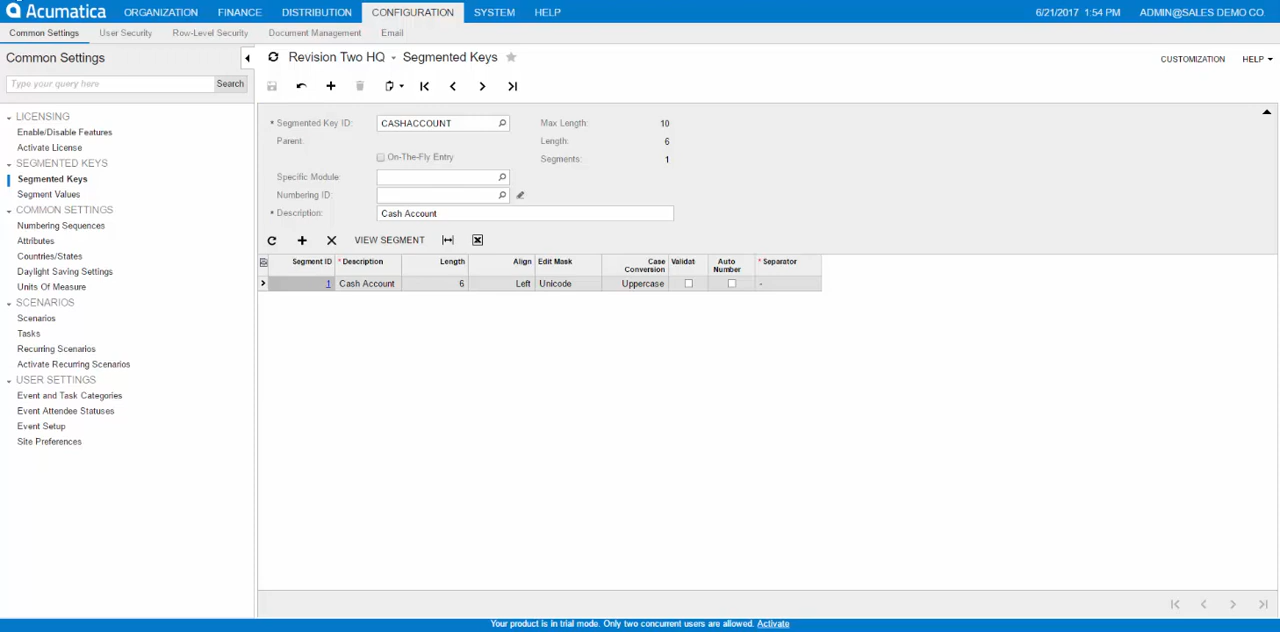 Acumatica ORGANIZATION FINANCE DISTRIBUTION CONFIGURATION SYSTEM HELP 6/21/2017 1:54 PM ADMIN@SALES DEMO CO.
Common Settings User Security Row-Level Security Document Management Email
Common Settings
Type your query here Search
LICENSING
Enable/Disable Features
Activate License
SEGMENTED KEYS
Segmented Keys
Segment Values
COMMON SETTINGS
Numbering Sequences
Attributes
Countries/States
Daylight Saving Settings
Units Of Measure
SCENARIOS
Scenarios
Tasks
Recurring Scenarios
Activate Recurring Scenarios
USER SETTINGS
Event and Task Categories
Event Attendee Statuses
Event Setup
Site Preferences
Revision Two HQ - Segmented Keys
CUSTOMIZATION HELP
* Segmented Key ID: CASHACCOUNT Max Length: 10
Parent: Length: 6
On-The-Fly Entry Segments: 1
Specific Module:
Numbering ID:
* Description: Cash Account
VIEW SEGMENT
Segment ID * Description Length Align Edit Mask Case Conversion Validat Auto Number * Separator
1 Cash Account 6 Left Unicode Uppercase -
Your product is in trial mode. Only two concurrent users are allowed. Activate